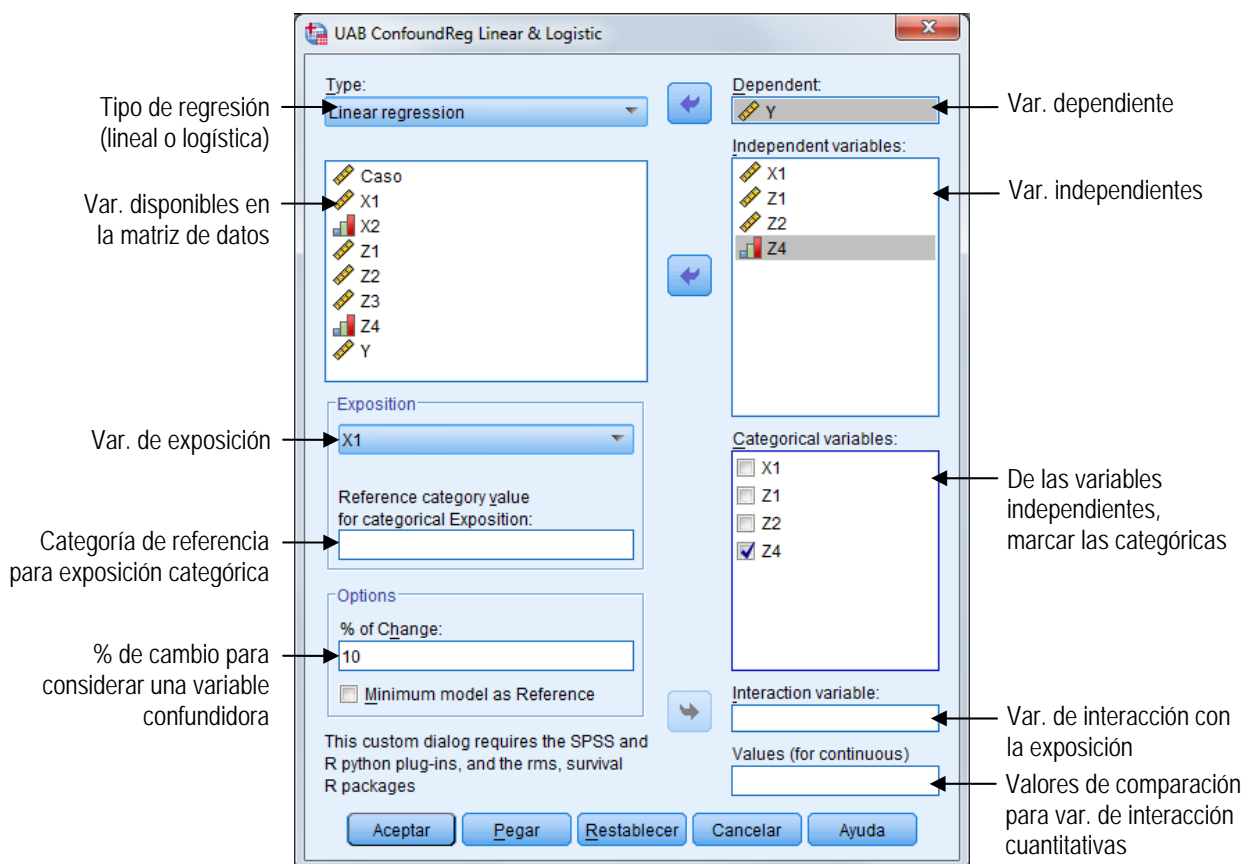 UAB ConfoundReg Linear & Logistic
Type:
Linear regression
Dependent:
Y
Independent variables:
X1
Z1
Z2
Z4
Caso
X1
X2
Z1
Z2
Z3
Z4
Y
Exposition
X1
Reference category value
for categorical Exposition:
Categorical variables:
X1
Z1
Z2
Z4
Options
% of Change:
10
Minimum model as Reference
Interaction variable:
Values (for continuous)
This custom dialog requires the SPSS and
R python plug-ins, and the rms, survival
R packages
Aceptar
Pegar
Restablecer
Cancelar
Ayuda
Tipo de regresión
(lineal o logística)
Var. disponibles en
la matriz de datos
Var. de exposición
Categoría de referencia
para exposición categórica
% de cambio para
considerar una variable
confundidora
Var. dependiente
Var. independientes
De las variables
independientes,
marcar las categóricas
Var. de interacción con
la exposición
Valores de comparación
para var. de interacción
cuantitativas